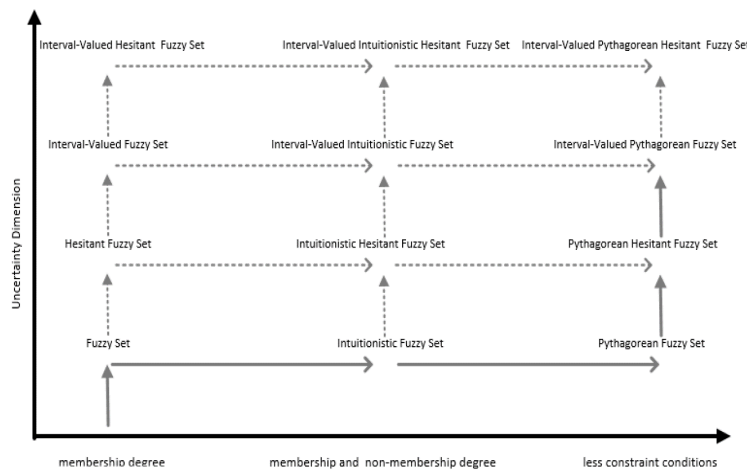 Interval-Valued Hesitant Fuzzy Set
Interval-Valued Intuitionistic Hesitant Fuzzy Set
Interval-Valued Pythagorean Hesitant Fuzzy Set
Interval-Valued Fuzzy Set
Interval-Valued Intuitionistic Fuzzy Set
Interval-Valued Pythagorean Fuzzy Set
Hesitant Fuzzy Set
Intuitionistic Hesitant Fuzzy Set
Pythagorean Hesitant Fuzzy Set
Fuzzy Set
Intuitionistic Fuzzy Set
Pythagorean Fuzzy Set
Uncertainty Dimension
membership degree
membership and non-membership degree
less constraint conditions